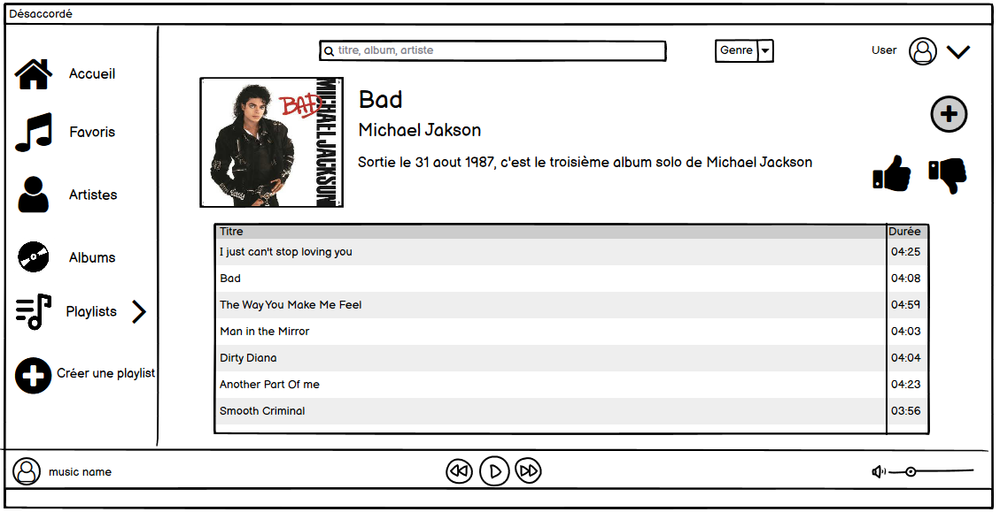 Désaccordé
titre, album, artiste
Genre
User
Accueil
Favoris
Artistes
Albums
Playlists
Créer une playlist
BAD
MICHAEL JACKSON
Bad
Michael Jakson
Sortie le 31 aout 1987, c'est le troisième album solo de Michael Jackson
Titre Durée
I just can't stop loving you 04:25
Bad 04:08
The Way You Make Me Feel 04:59
Man in the Mirror 04:03
Dirty Diana 04:04
Another Part Of me 04:23
Smooth Criminal 03:56
music name